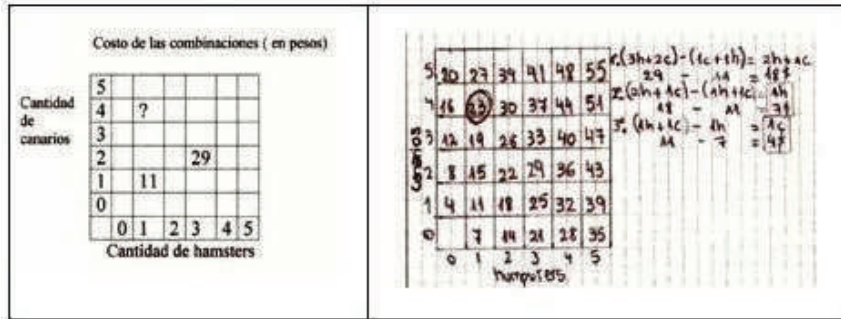 Costo de las combinaciones ( en pesos)
Cantidad
de
canarios
5
4 ?
3
2 29
1 11
0
0 1 2 3 4 5
Cantidad de hamsters
5 20 27 34 41 48 55
4 16 23 30 37 44 51
3 12 19 26 33 40 47
2 8 15 22 29 36 43
1 4 11 18 25 32 39
0 7 14 21 28 35
0 1 2 3 4 5
canarios
1. (3h+2c)-(1c+1h)= 2h+1c
29 - 11 = 18$
2. (2h+1c)-(1h+1c)= 1h
18 - 11 = 7$
3. (1h+1c)- 1h = 1c
11 - 7 = 4$